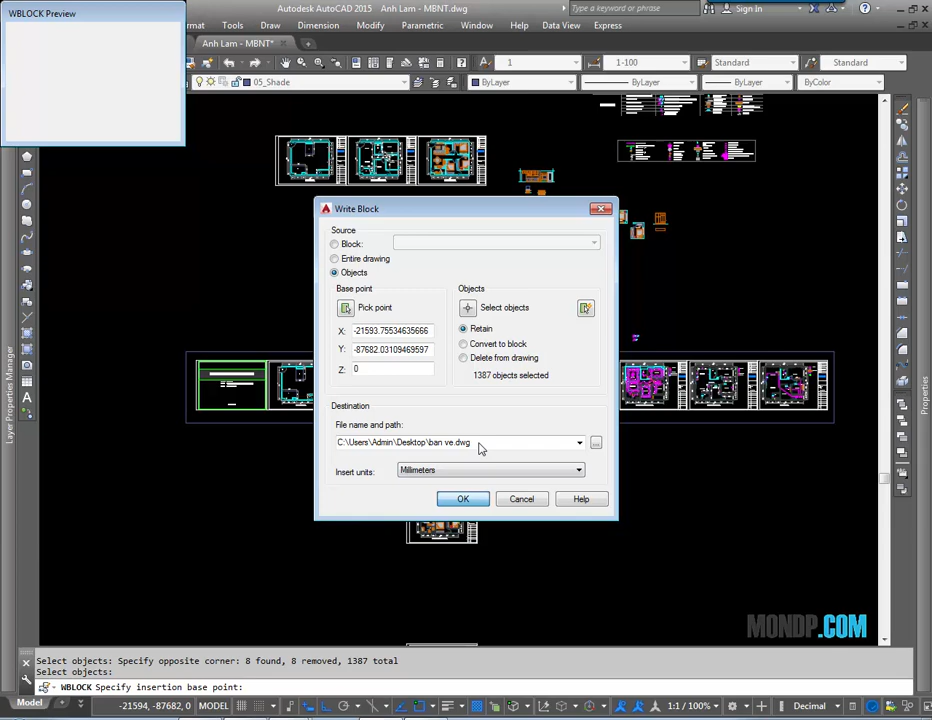 WBLOCK Preview
Autodesk AutoCAD 2015 Anh Lam - MBNT.dwg
Type a keyword or phrase
Sign In
Tools Draw Dimension Modify Parametric Window Data View Express
Anh Lam - MBNT*
1
1-100
Standard
Standard
05_Shade
ByLayer
ByLayer
ByLayer
ByColor
Write Block
Source
Block:
Entire drawing
Objects
Base point
Objects
Pick point
Select objects
X: -21593.75534635666
Retain
Y: -87682.03109469597
Convert to block
Z: 0
Delete from drawing
1387 objects selected
Destination
File name and path:
C:\Users\Admin\Desktop\ban ve.dwg
...
Insert units: Millimeters
OK Cancel Help
Layer Properties Manager
MONDP.COM
Select objects: Specify opposite corner: 8 found, 8 removed, 1387 total
Select objects:
WBLOCK Specify insertion base point:
Model
-21594, -87682, 0 MODEL
1:1 / 100%
Decimal